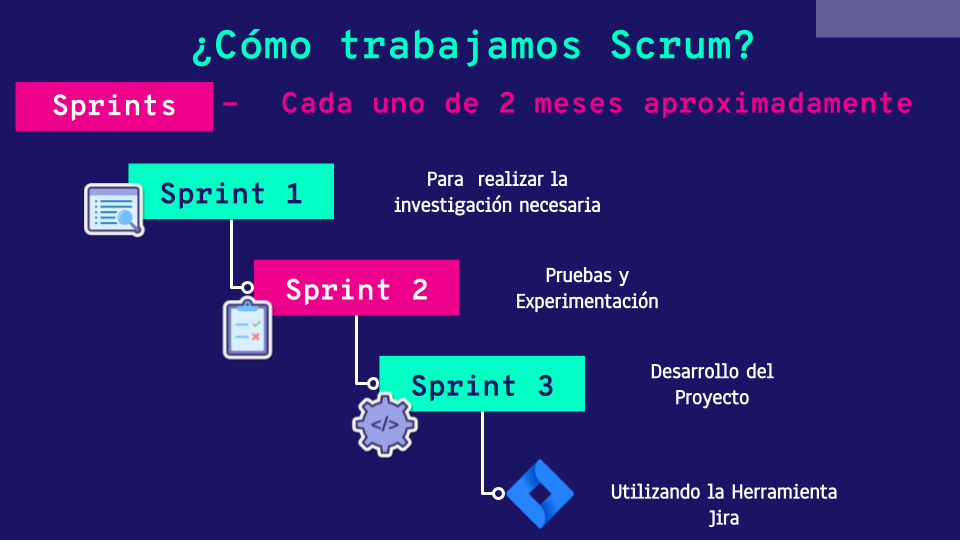 ¿Cómo trabajamos Scrum?
Sprints - Cada uno de 2 meses aproximadamente
Sprint 1
Para realizar la
investigación necesaria
Sprint 2
Pruebas y
Experimentación
Sprint 3
Desarrollo del
Proyecto
</>
Utilizando la Herramienta
Jira